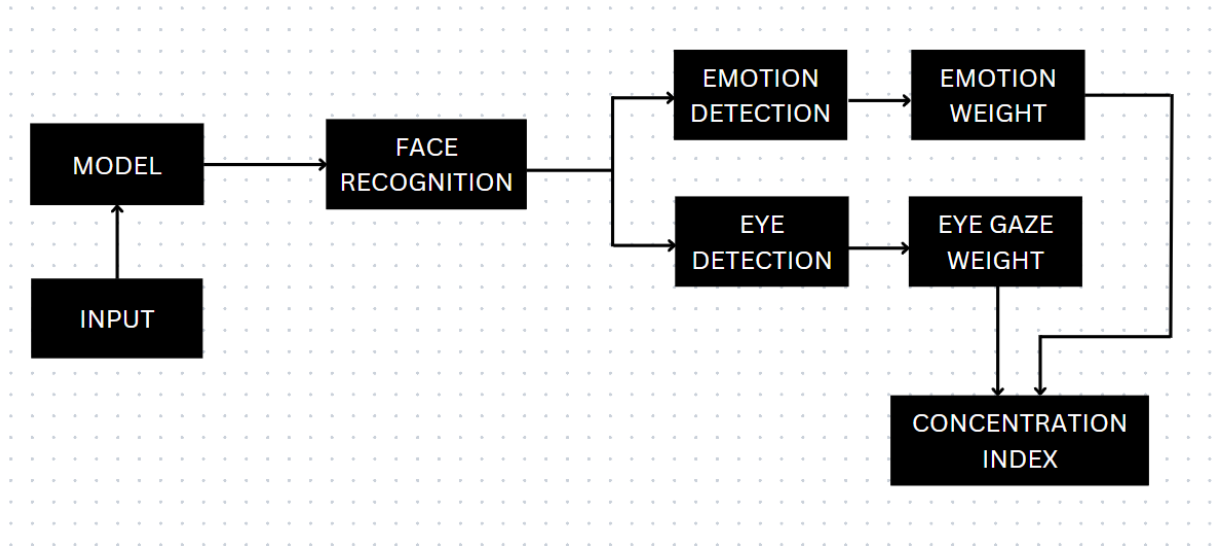 MODEL
INPUT
FACE
RECOGNITION
EMOTION
DETECTION
EMOTION
WEIGHT
EYE
DETECTION
EYE GAZE
WEIGHT
CONCENTRATION
INDEX